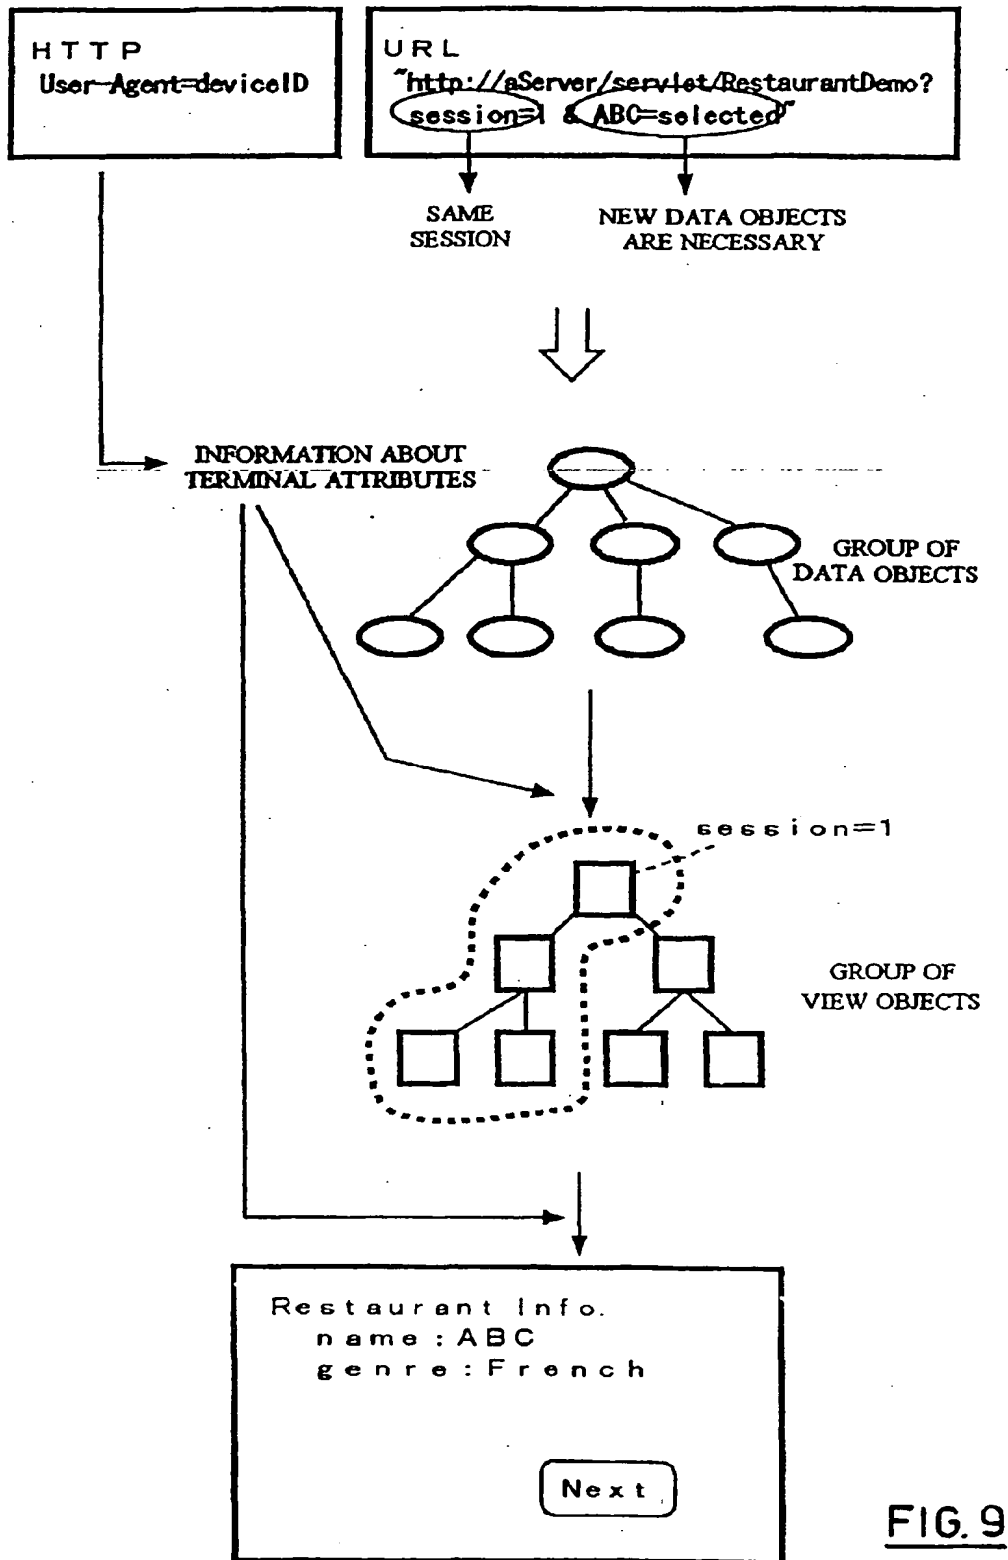 HTTP
User-Agent=deviceID
URL
"http://aServer/servlet/RestaurantDemo?
session=1 & ABC=selected"
SAME
SESSION
NEW DATA OBJECTS
ARE NECESSARY
INFORMATION ABOUT
TERMINAL ATTRIBUTES
GROUP OF
DATA OBJECTS
session=1
GROUP OF
VIEW OBJECTS
Restaurant Info.
name:ABC
genre:French
Next
FIG. 9